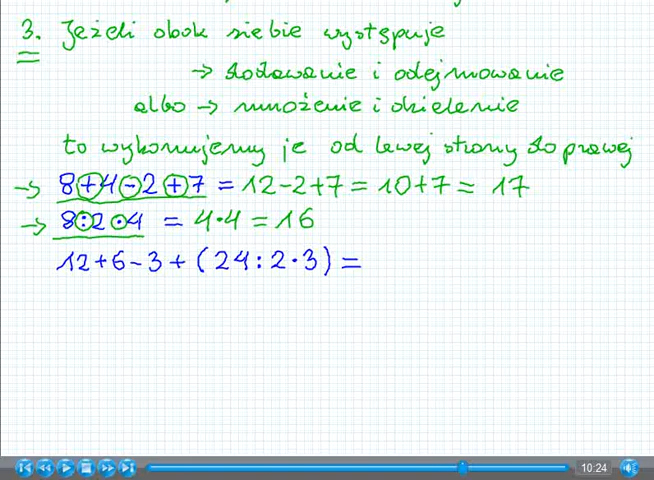 3. Jeżeli obok siebie występuje
→ dodawanie i odejmowanie
albo → mnożenie i dzielenie
to wykonujemy je od lewej strony do prawej
→ 8+4-2+7 = 12-2+7 = 10+7 = 17
→ 8:2·4 = 4·4 = 16
12+6-3+(24:2·3) =
10:24